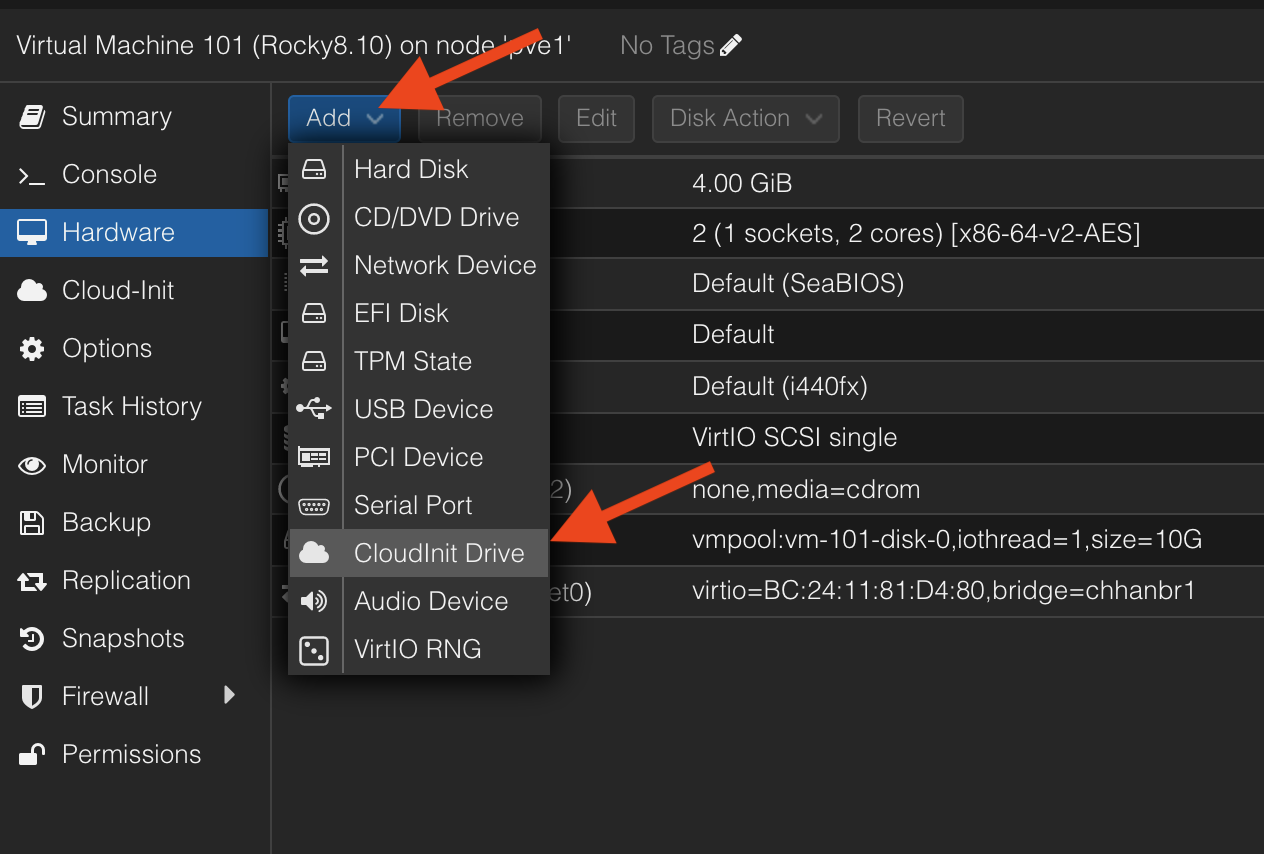 Virtual Machine 101 (Rocky8.10) on node 'pve1' No Tags
Summary
Console
Hardware
Cloud-Init
Options
Task History
Monitor
Backup
Replication
Snapshots
Firewall
Permissions
Add Remove Edit Disk Action Revert
Hard Disk
CD/DVD Drive
Network Device
EFI Disk
TPM State
USB Device
PCI Device
Serial Port
CloudInit Drive
Audio Device
VirtIO RNG
4.00 GiB
2 (1 sockets, 2 cores) [x86-64-v2-AES]
Default (SeaBIOS)
Default
Default (i440fx)
VirtIO SCSI single
2) none,media=cdrom
vmpool:vm-101-disk-0,iothread=1,size=10G
et0) virtio=BC:24:11:81:D4:80,bridge=chhanbr1